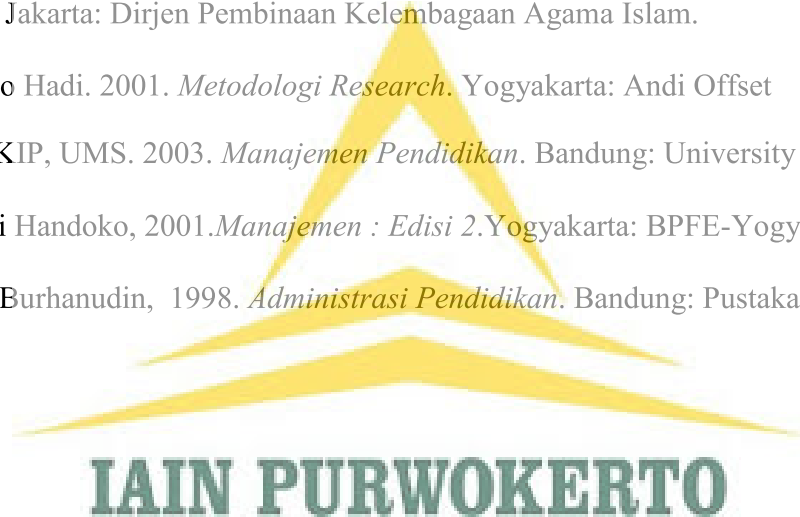 Jakarta: Dirjen Pembinaan Kelembagaan Agama Islam.
o Hadi. 2001. Metodologi Research. Yogyakarta: Andi Offset
KIP, UMS. 2003. Manajemen Pendidikan. Bandung: University
i Handoko, 2001.Manajemen : Edisi 2.Yogyakarta: BPFE-Yogy
Burhanudin, 1998. Administrasi Pendidikan. Bandung: Pustaka
IAIN PURWOKERTO